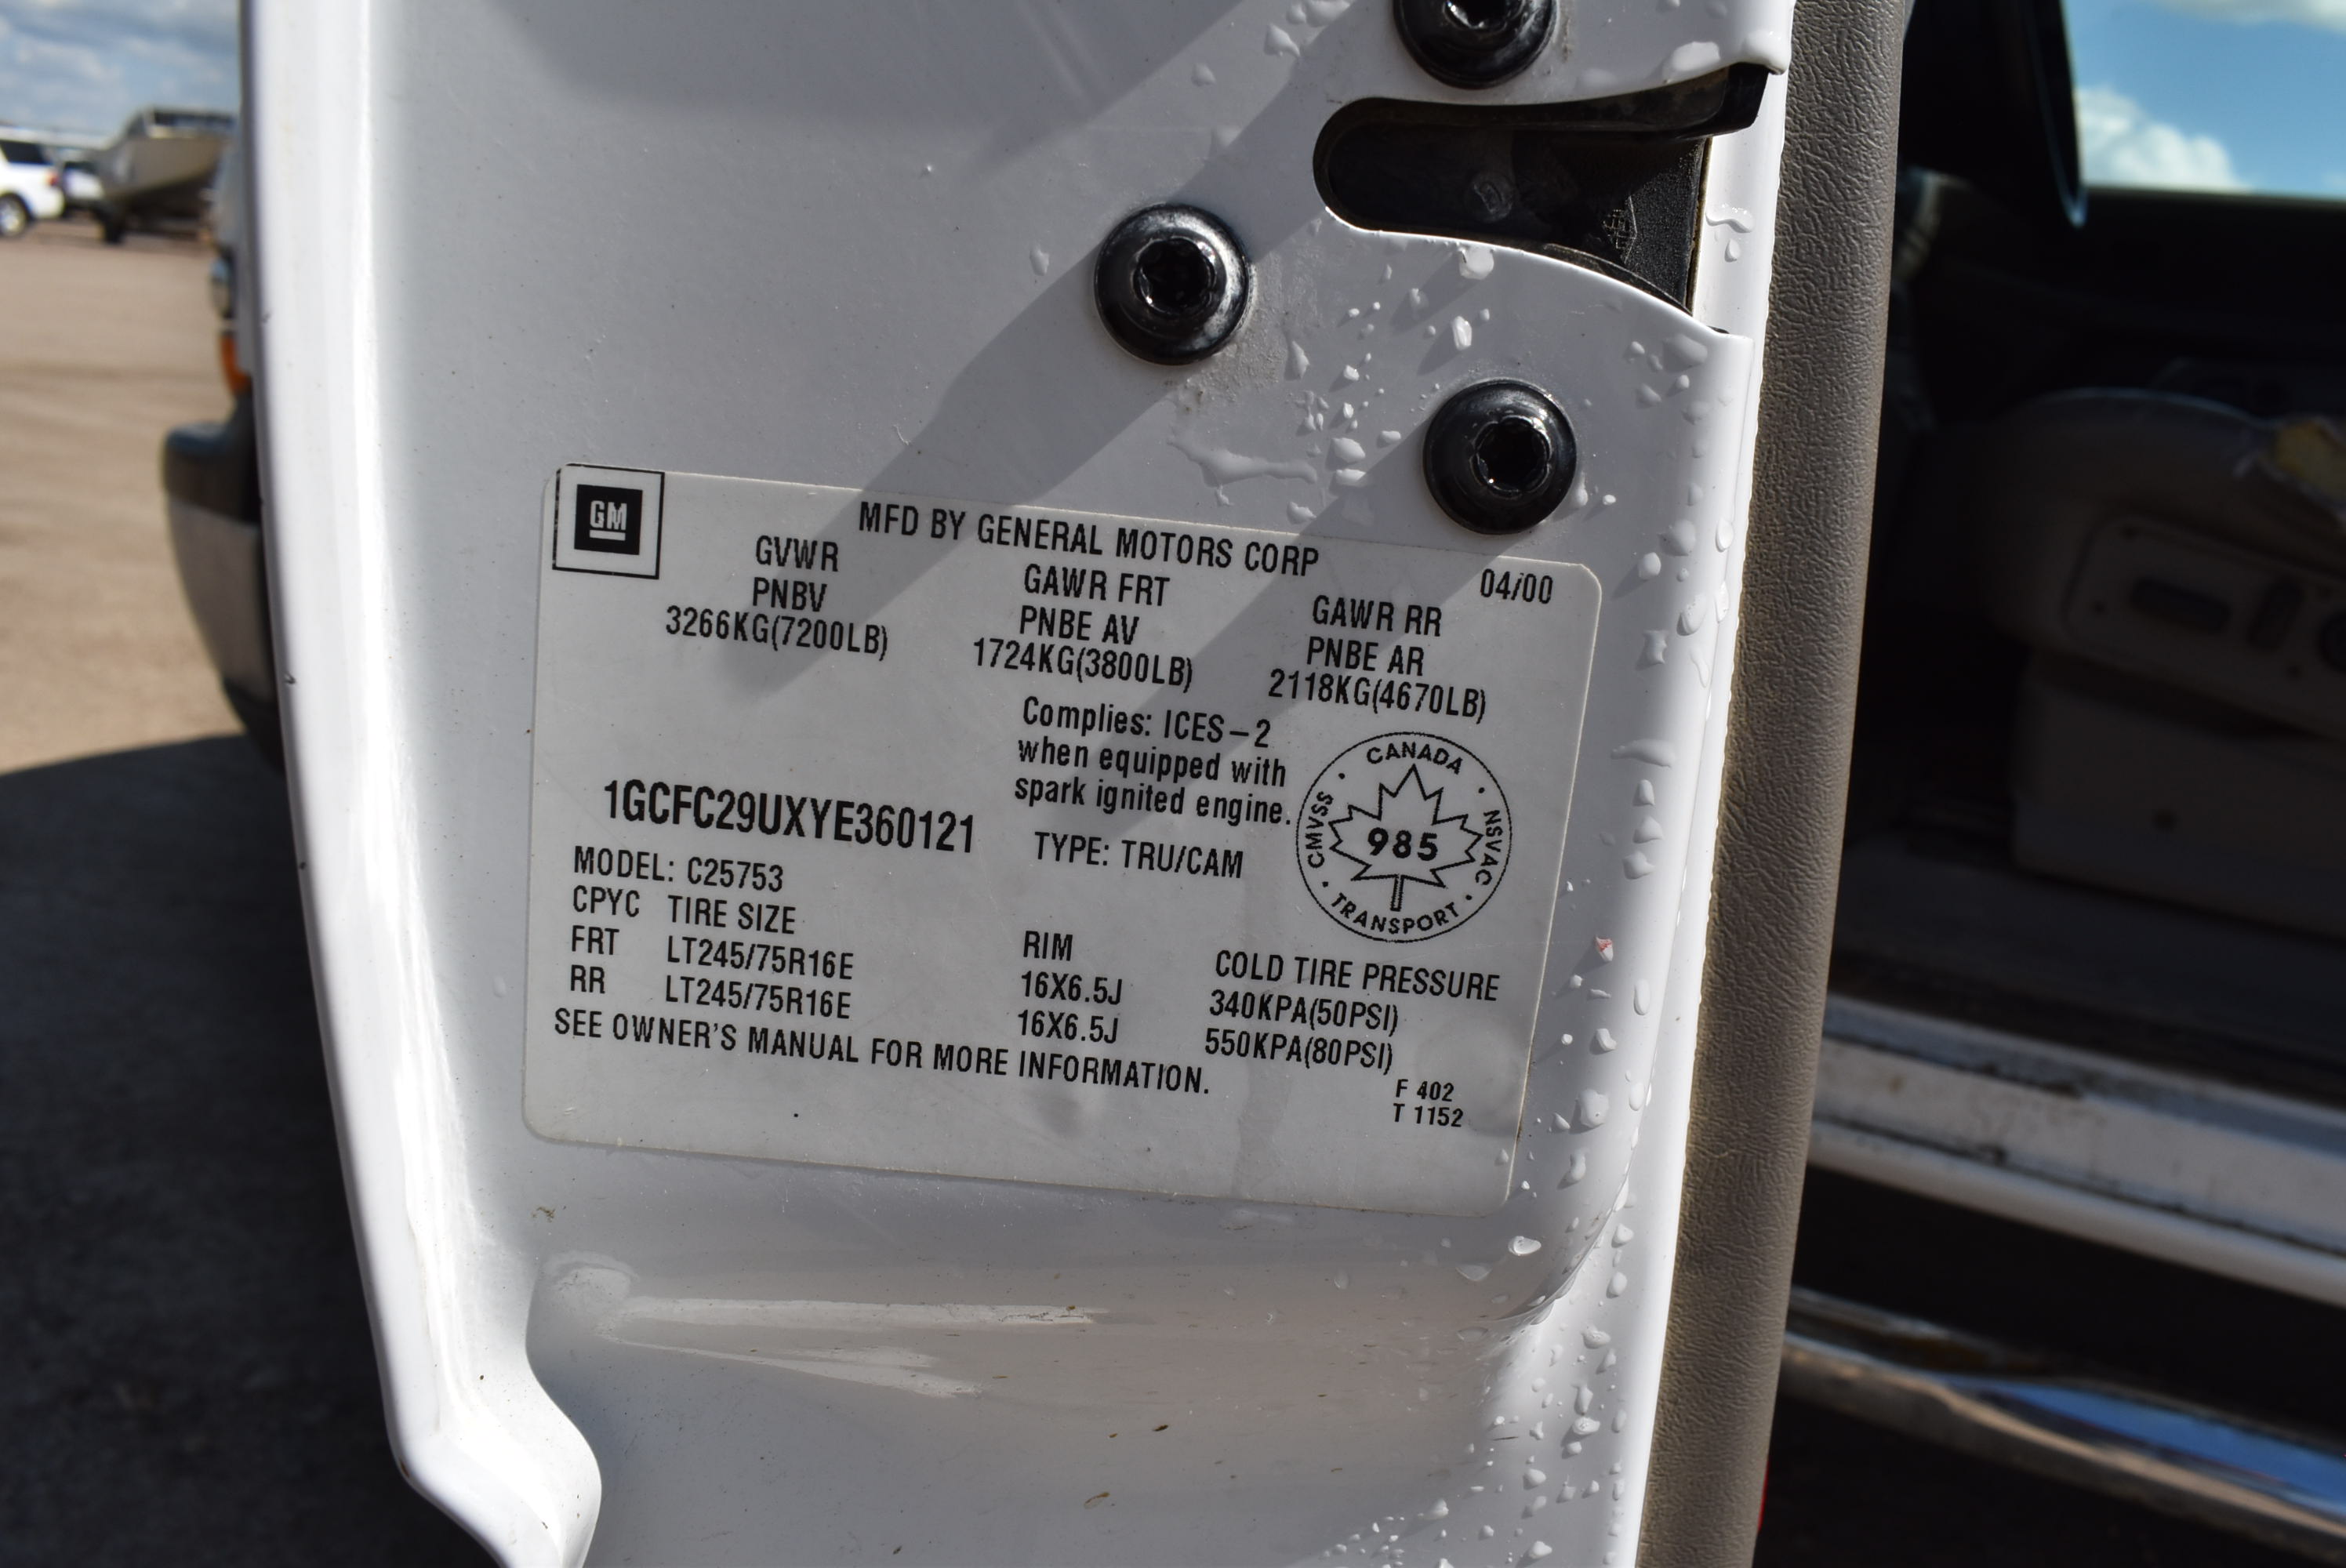 GM
MFD BY GENERAL MOTORS CORP
04/00
GVWR
PNBV
3266KG(7200LB)
GAWR FRT
PNBE AV
1724KG(3800LB)
GAWR RR
PNBE AR
2118KG(4670LB)
Complies: ICES-2
when equipped with
spark ignited engine.
1GCFC29UXYE360121
TYPE: TRU/CAM
CANADA
CMVSS
985
NSVAC
TRANSPORT
MODEL: C25753
CPYC TIRE SIZE RIM COLD TIRE PRESSURE
FRT LT245/75R16E 16X6.5J 340KPA(50PSI)
RR LT245/75R16E 16X6.5J 550KPA(80PSI)
SEE OWNER'S MANUAL FOR MORE INFORMATION.
F 402
T 1152